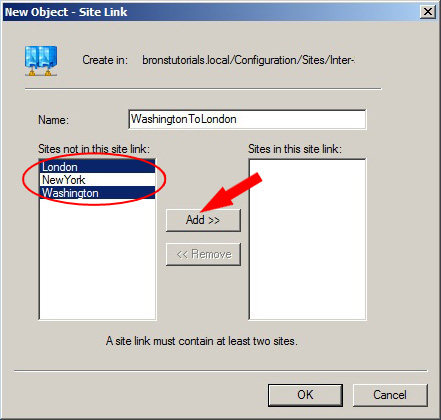 New Object - Site Link
Create in: bronstutorials.local/Configuration/Sites/Inter-
Name: WashingtonToLondon
Sites not in this site link:
London
NewYork
Washington
Add >>
<< Remove
Sites in this site link:
A site link must contain at least two sites.
OK
Cancel